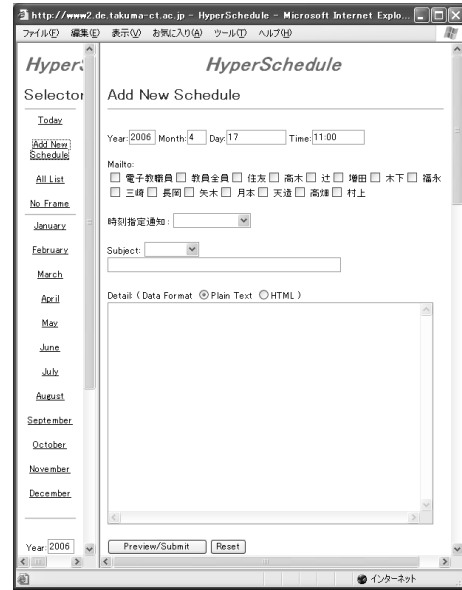 http://www2.de.takuma-ct.ac.jp - HyperSchedule - Microsoft Internet Explo...
ファイル(F) 編集(E) 表示(V) お気に入り(A) ツール(T) ヘルプ(H)
HyperS
Selector
Today
Add New
Schedule
All List
No Frame
January
February
March
April
May
June
July
August
September
October
November
December
Year: 2006
HyperSchedule
Add New Schedule
Year: 2006 Month: 4 Day: 17 Time: 11:00
Mailto:
電子教職員 教員全員 住友 高木 辻 増田 木下 福永
三崎 長岡 矢木 月本 天造 高畑 村上
時刻指定通知:
Subject:
Detail: ( Data Format Plain Text HTML )
Preview/Submit Reset
インターネット